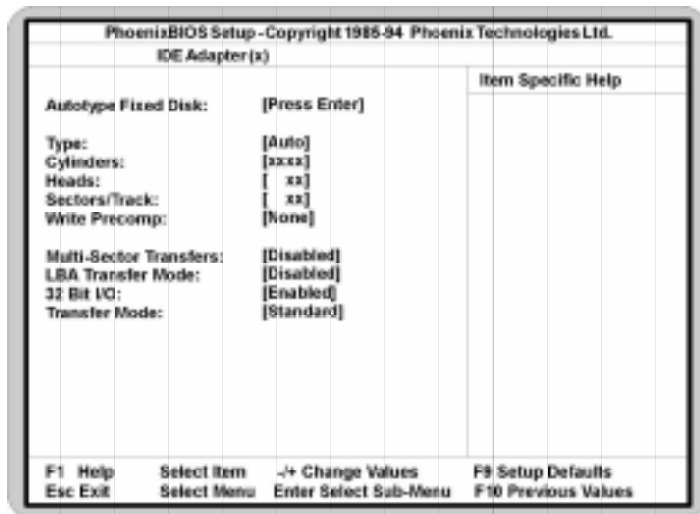 PhoenixBIOS Setup - Copyright 1985-94 Phoenix Technologies Ltd.
IDE Adapter (x)
Item Specific Help
Autotype Fixed Disk: [Press Enter]
Type: [Auto]
Cylinders: [xxxx]
Heads: [ xx]
Sectors/Track: [ xx]
Write Precomp: [None]
Multi-Sector Transfers: [Disabled]
LBA Transfer Mode: [Disabled]
32 Bit I/O: [Enabled]
Transfer Mode: [Standard]
F1 Help Select Item -/+ Change Values F9 Setup Defaults
Esc Exit Select Menu Enter Select Sub-Menu F10 Previous Values